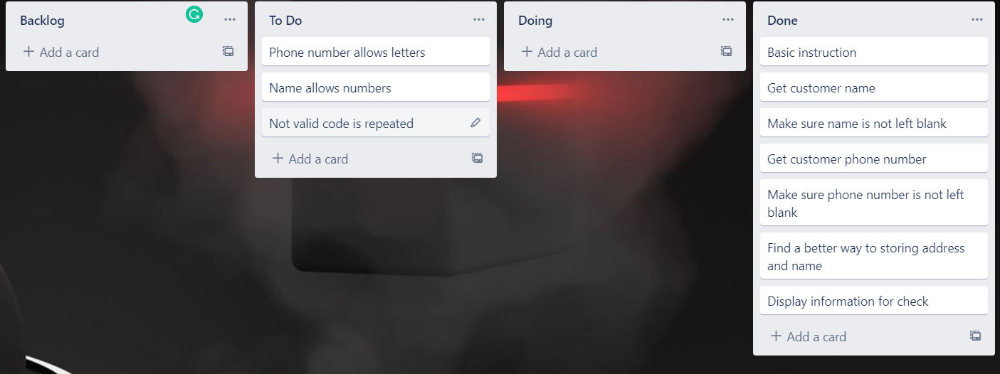 Backlog
Add a card
To Do
Phone number allows letters
Name allows numbers
Not valid code is repeated
Add a card
Doing
Add a card
Done
Basic instruction
Get customer name
Make sure name is not left blank
Get customer phone number
Make sure phone number is not left
blank
Find a better way to storing address
and name
Display information for check
Add a card